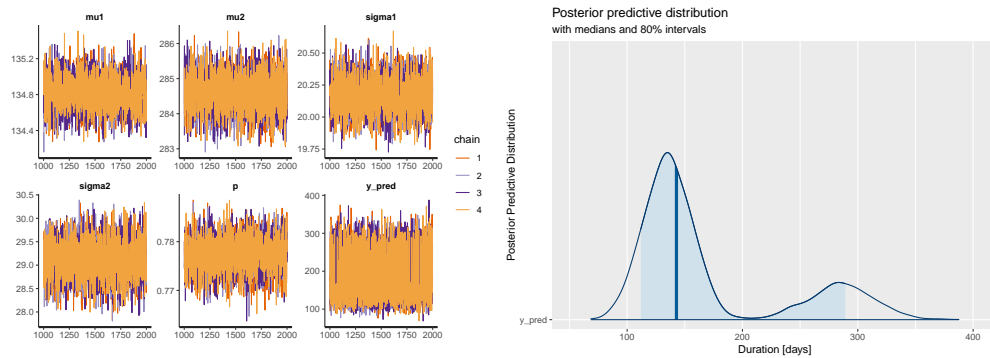 mu1
mu2
sigma1
135.2
134.8
134.4
286
285
284
283
20.50
20.25
20.00
19.75
1000 1250 1500 1750 2000
1000 1250 1500 1750 2000
1000 1250 1500 1750 2000
sigma2
p
y_pred
30.5
30.0
29.5
29.0
28.5
28.0
0.78
0.77
400
300
200
100
1000 1250 1500 1750 2000
1000 1250 1500 1750 2000
1000 1250 1500 1750 2000
chain
1
2
3
4
Posterior predictive distribution
with medians and 80% intervals
Posterior Predictive Distribution
y_pred
100 200 300 400
Duration [days]